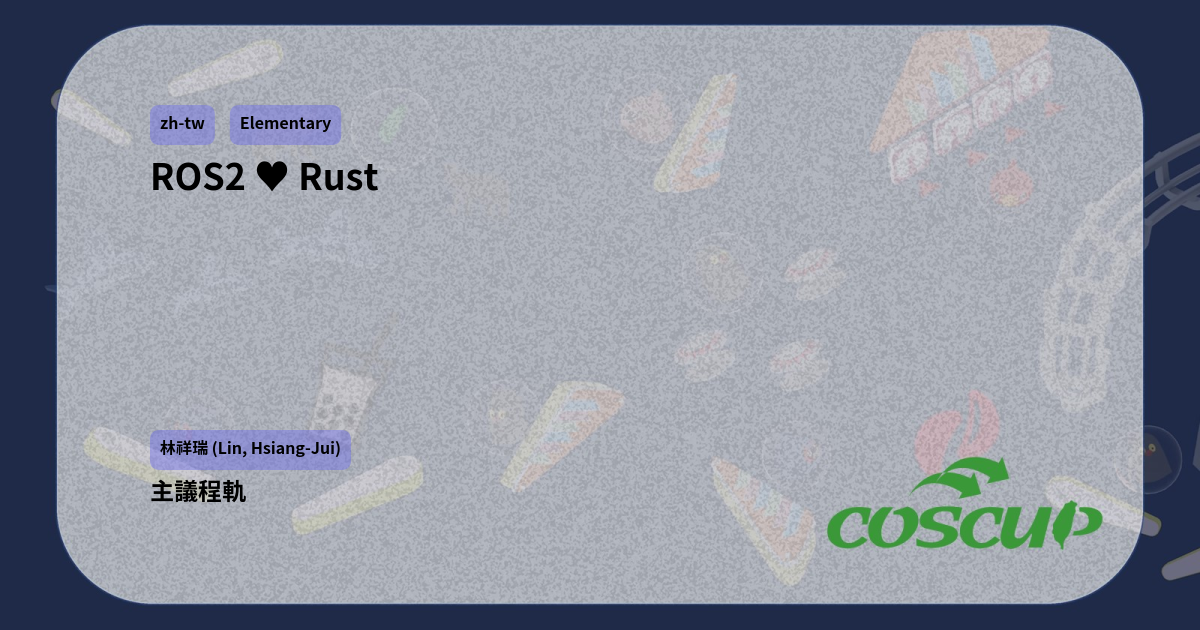 zh-tw Elementary
ROS2 ♥ Rust
林祥瑞 (Lin, Hsiang-Jui)
主議程軌
COSCUP